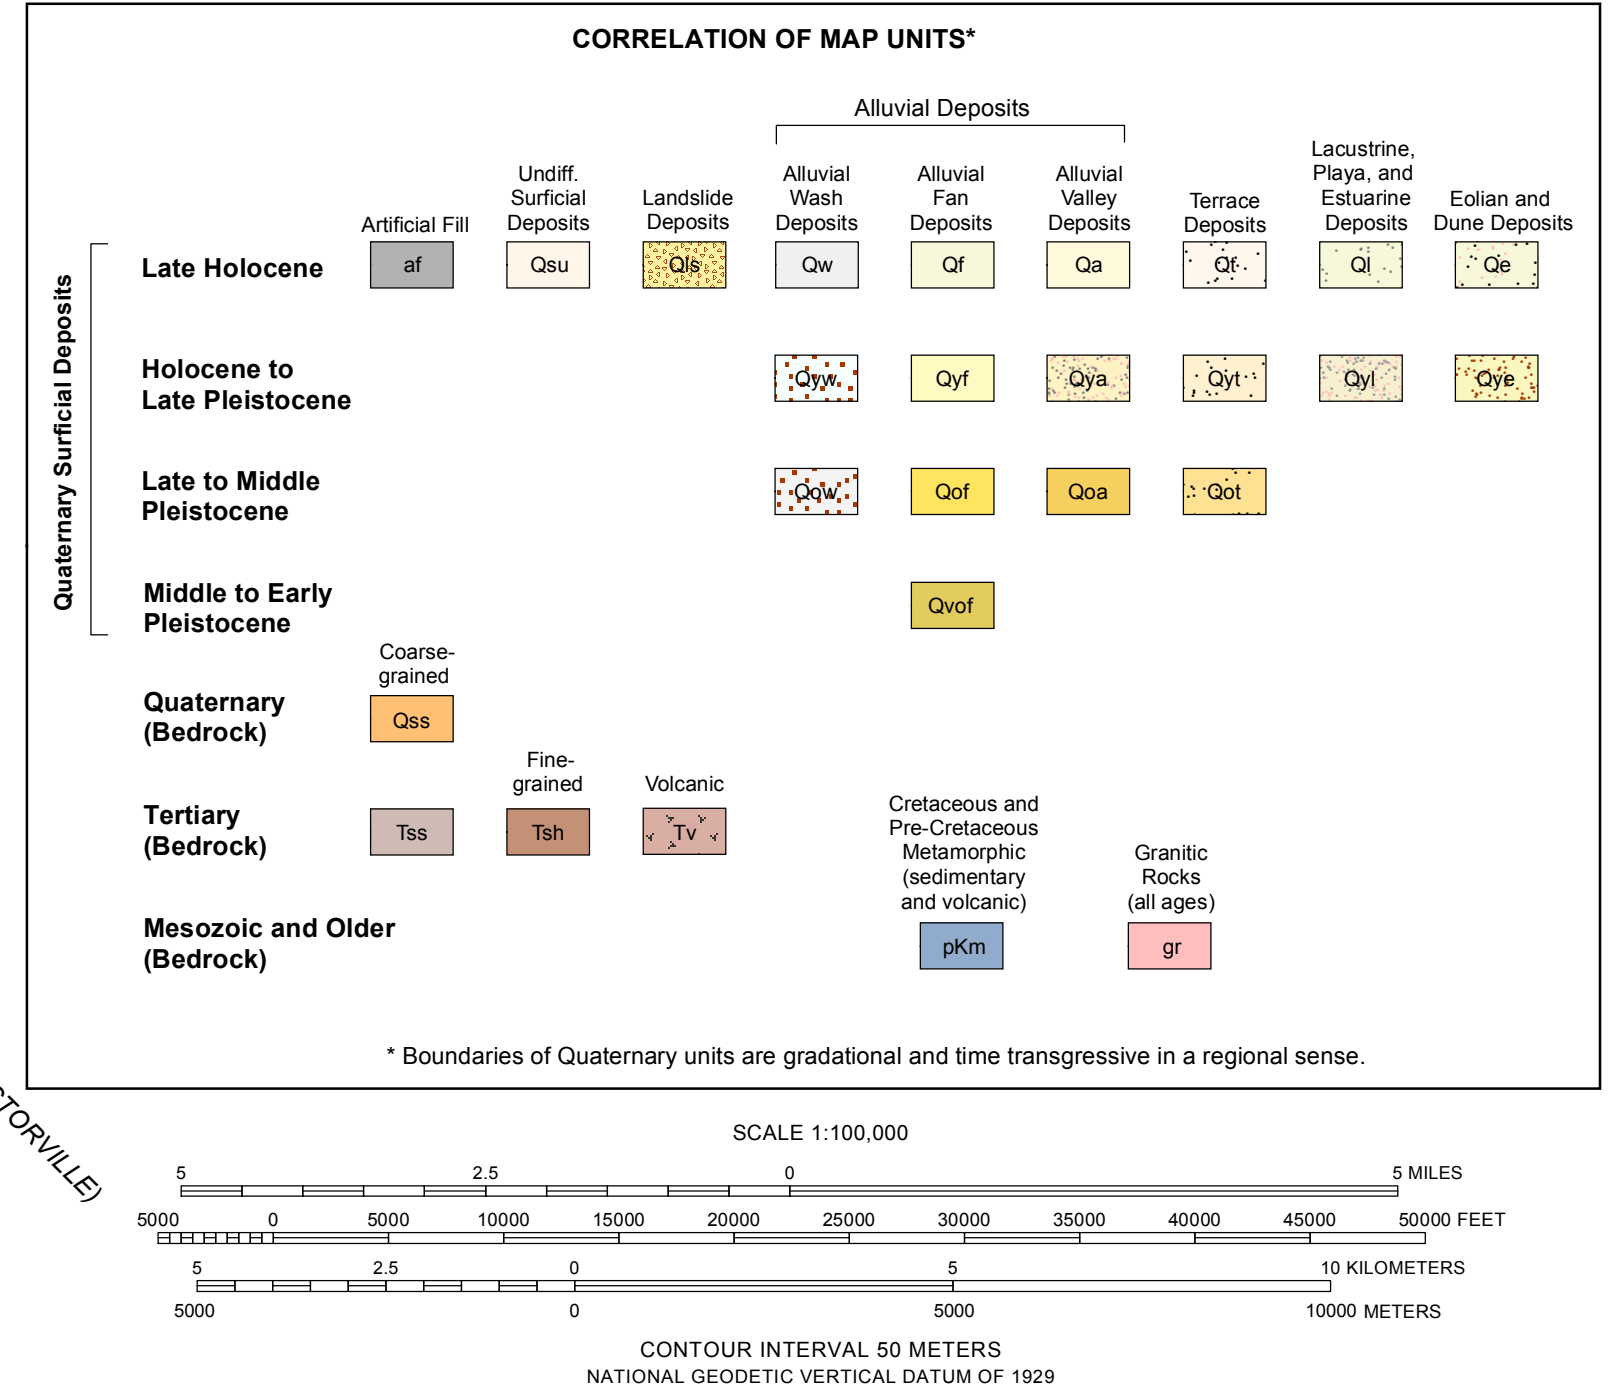 CORRELATION OF MAP UNITS*
Alluvial Deposits
Artificial Fill
Undiff.
Surficial
Deposits
Landslide
Deposits
Alluvial
Wash
Deposits
Alluvial
Fan
Deposits
Alluvial
Valley
Deposits
Terrace
Deposits
Lacustrine,
Playa, and
Estuarine
Deposits
Eolian and
Dune Deposits
Quaternary Surficial Deposits
Late Holocene
af
Qsu
Qls
Qw
Qf
Qa
Qt
Ql
Qe
Holocene to
Late Pleistocene
Qyw
Qyf
Qya
Qyt
Qyl
Qye
Late to Middle
Pleistocene
Qow
Qof
Qoa
Qot
Middle to Early
Pleistocene
Qvof
Coarse-
grained
Quaternary
(Bedrock)
Qss
Fine-
grained
Volcanic
Tertiary
(Bedrock)
Tss
Tsh
Tv
Cretaceous and
Pre-Cretaceous
Metamorphic
(sedimentary
and volcanic)
Granitic
Rocks
(all ages)
Mesozoic and Older
(Bedrock)
pKm
gr
* Boundaries of Quaternary units are gradational and time transgressive in a regional sense.
TORVILLE)
SCALE 1:100,000
5 2.5 0 5 MILES
5000 0 5000 10000 15000 20000 25000 30000 35000 40000 45000 50000 FEET
5 2.5 0 5 10 KILOMETERS
5000 0 5000 10000 METERS
CONTOUR INTERVAL 50 METERS
NATIONAL GEODETIC VERTICAL DATUM OF 1929